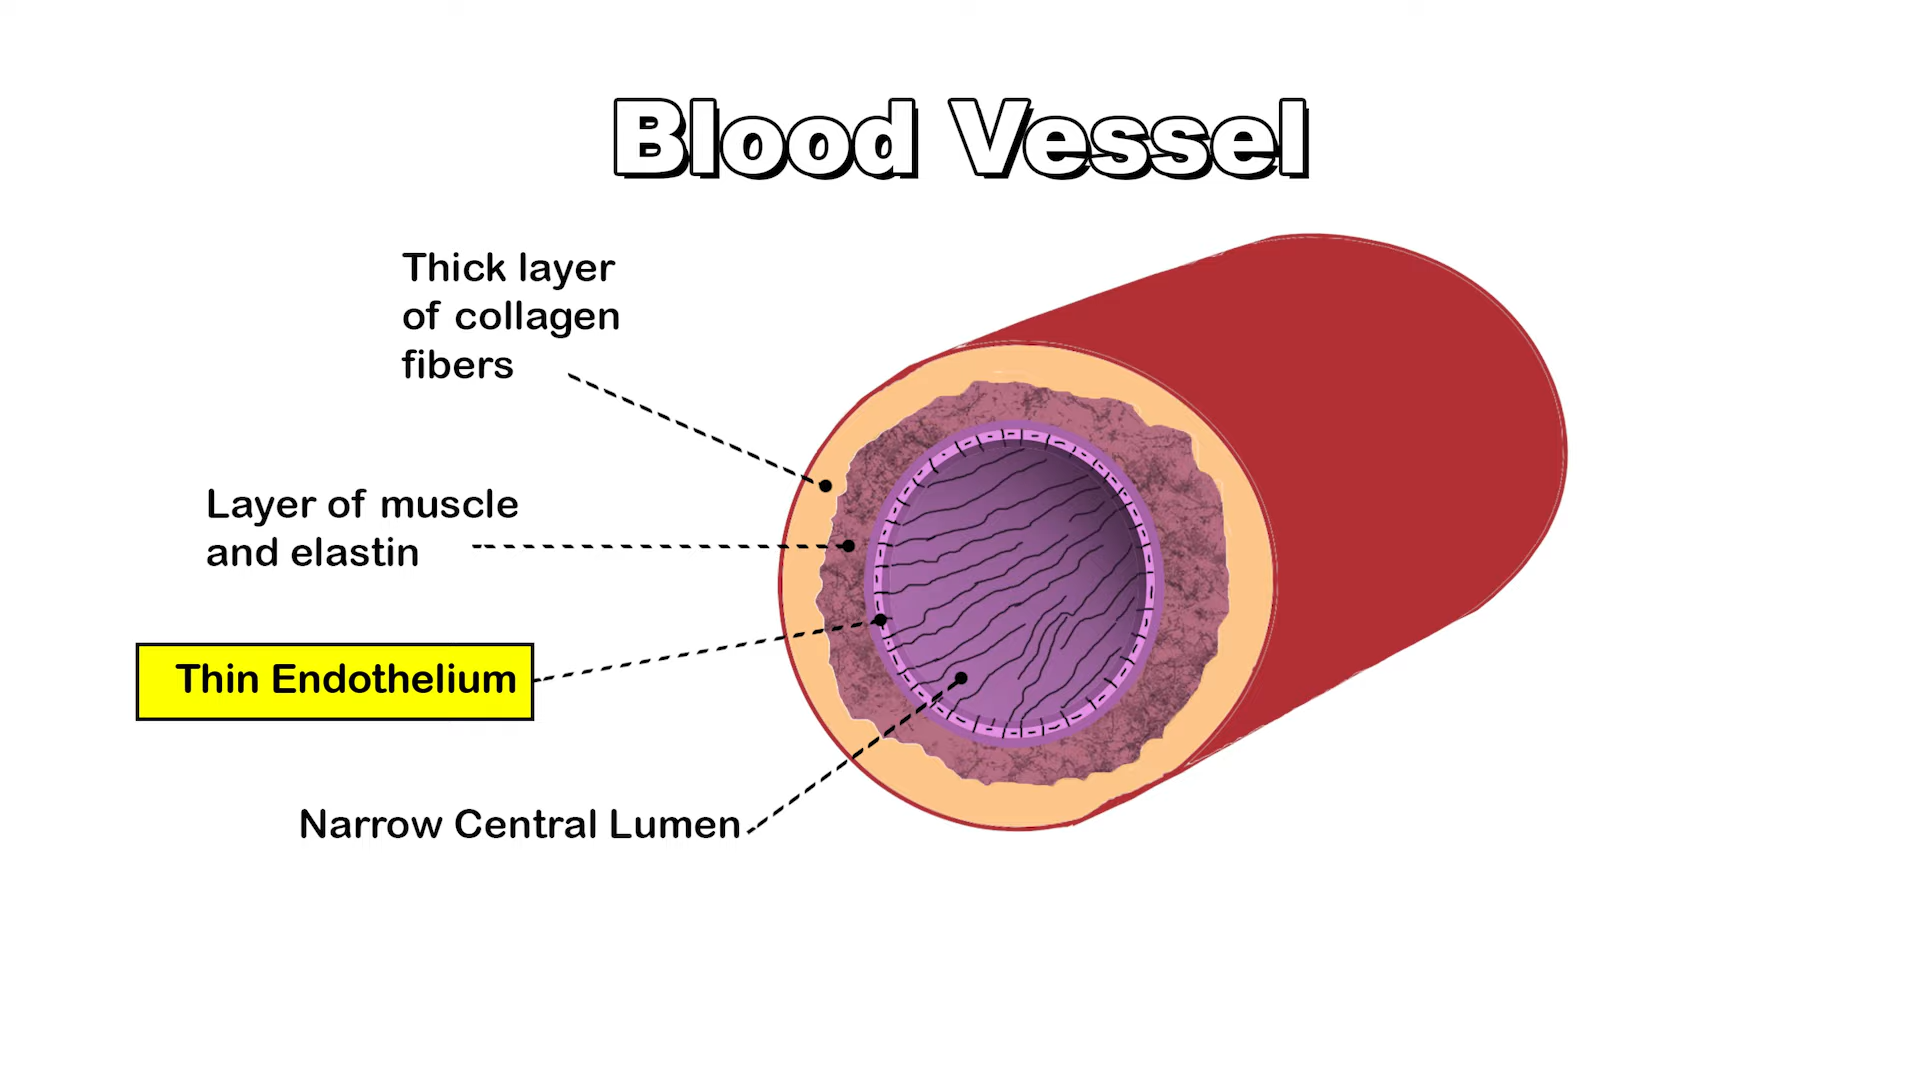 Blood Vessel
Thick layer
of collagen
fibers
Layer of muscle
and elastin
Thin Endothelium
Narrow Central Lumen